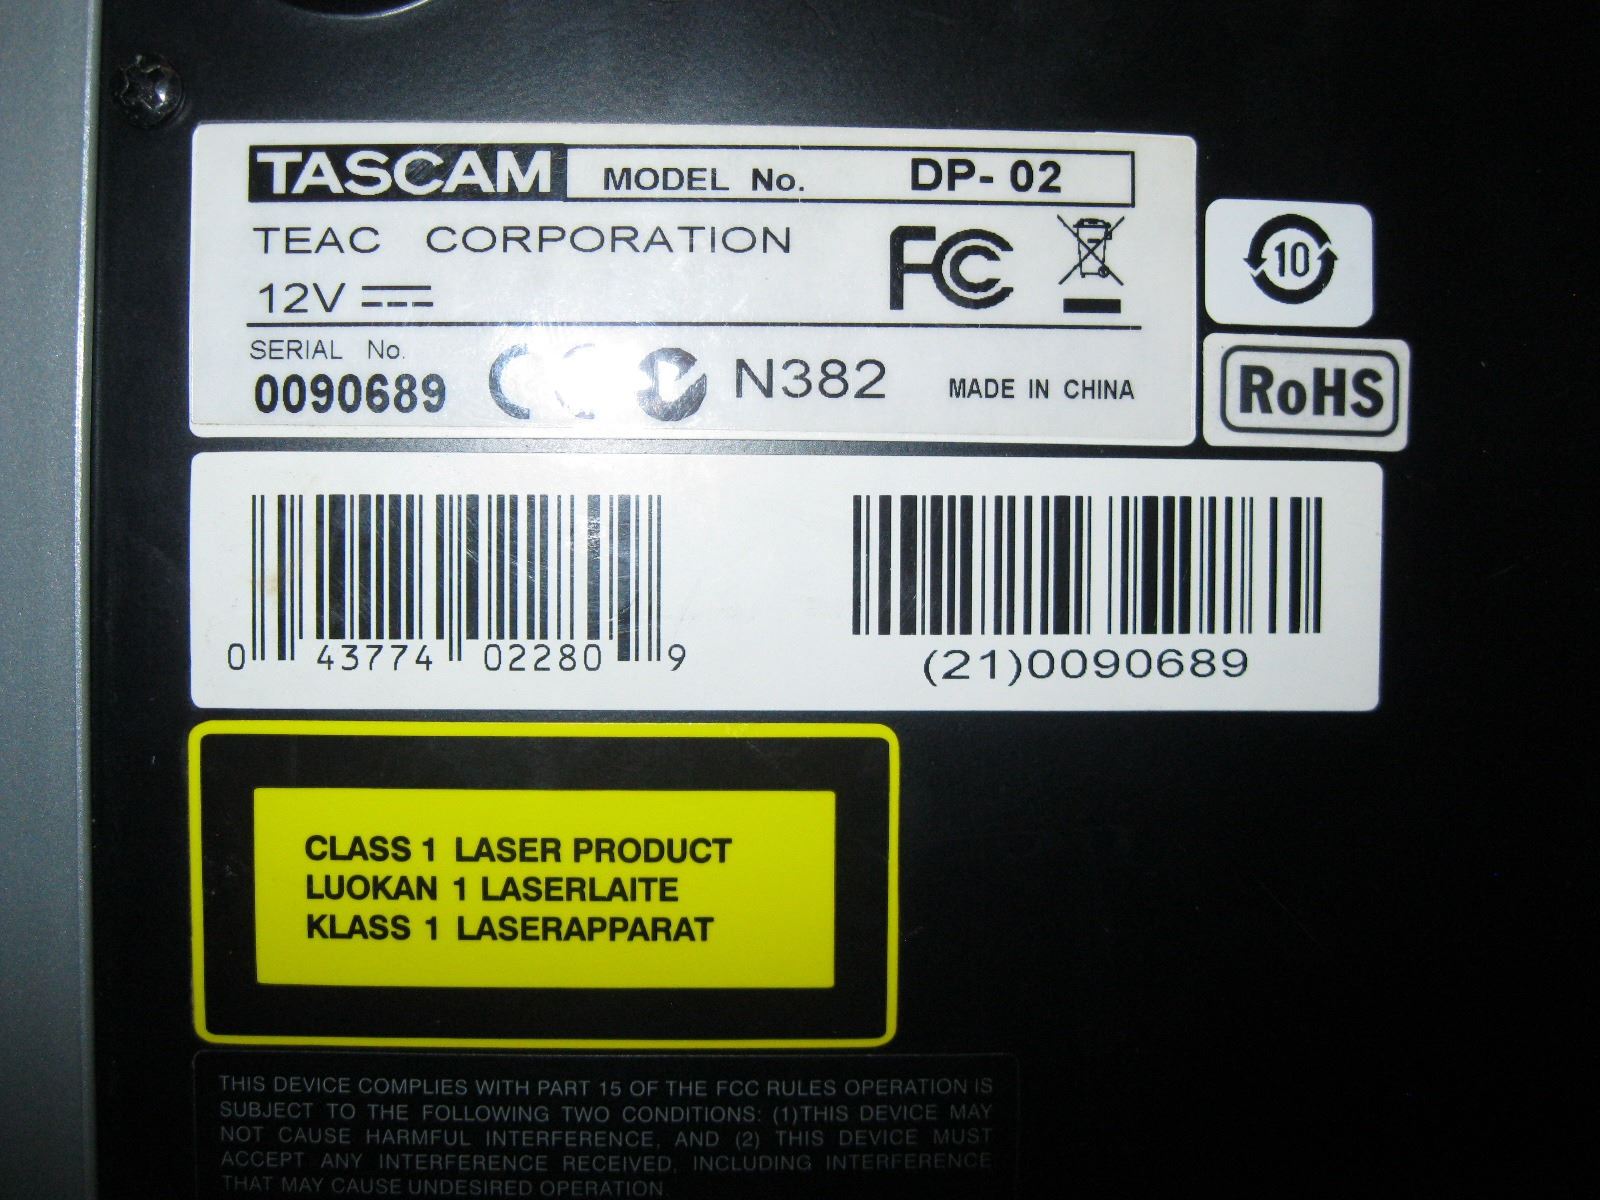 TASCAM MODEL No. DP- 02
TEAC CORPORATION FC
12V
SERIAL No.
0090689 CE N382 MADE IN CHINA
10
RoHS
0 43774 02280 9
(21)0090689
CLASS 1 LASER PRODUCT
LUOKAN 1 LASERLAITE
KLASS 1 LASERAPPARAT
THIS DEVICE COMPLIES WITH PART 15 OF THE FCC RULES OPERATION IS
SUBJECT TO THE FOLLOWING TWO CONDITIONS: (1)THIS DEVICE MAY
NOT CAUSE HARMFUL INTERFERENCE, AND (2) THIS DEVICE MUST
ACCEPT ANY INTERFERENCE RECEIVED, INCLUDING INTERFERENCE
THAT MAY CAUSE UNDESIRED OPERATION.